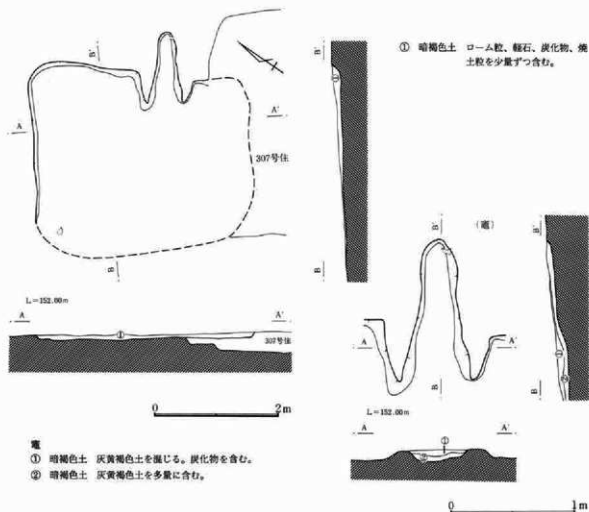 B'
A
A'
307号住
B
L=152.00m
A
A'
①
307号住
0 2m
竈
① 暗褐色土 灰黄褐色土を混じる。炭化物を含む。
② 暗褐色土 灰黄褐色土を多量に含む。
B'
①
B
① 暗褐色土 ローム粒、軽石、炭化物、焼
土粒を少量ずつ含む。
(竈)
B'
A
A'
B
B'
①
②
B
L=152.00m
A
A'
①
②
0 1m